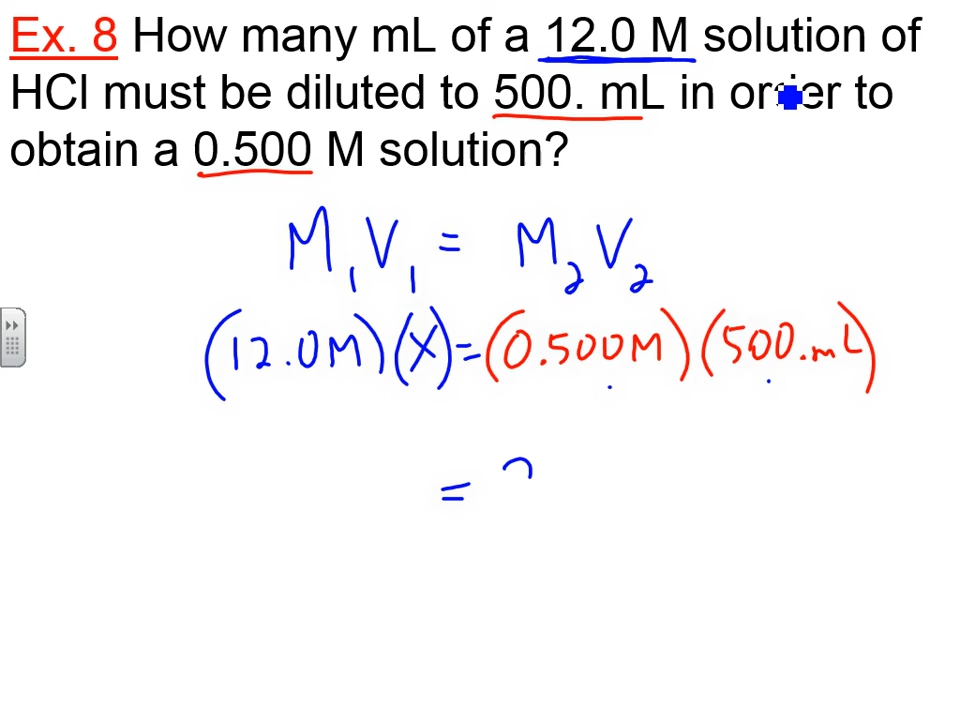 Ex. 8 How many mL of a 12.0 M solution of
HCl must be diluted to 500. mL in order to
obtain a 0.500 M solution?
M₁V₁ = M₂V₂
(12.0M)(X)=(0.500M)(500.mL)
=